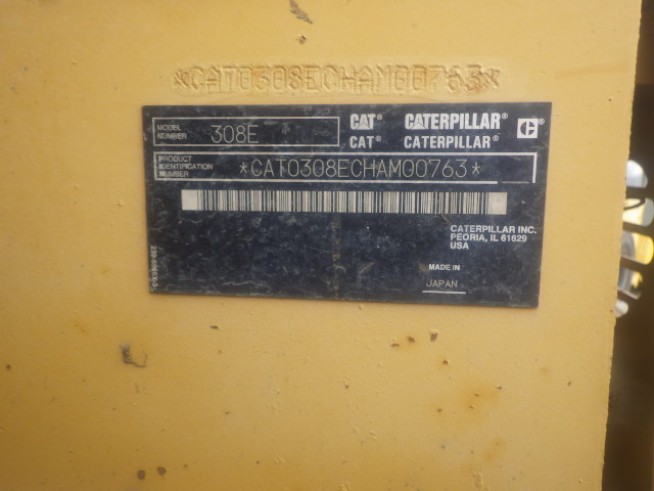 *CAT0308ECHAM00763*
MODEL NUMBER 308E
CAT® CATERPILLAR®
CAT® CATERPILLAR®
PRODUCT IDENTIFICATION NUMBER *CAT0308ECHAM00763*
CATERPILLAR INC.
PEORIA, IL 61629
USA
MADE IN
JAPAN